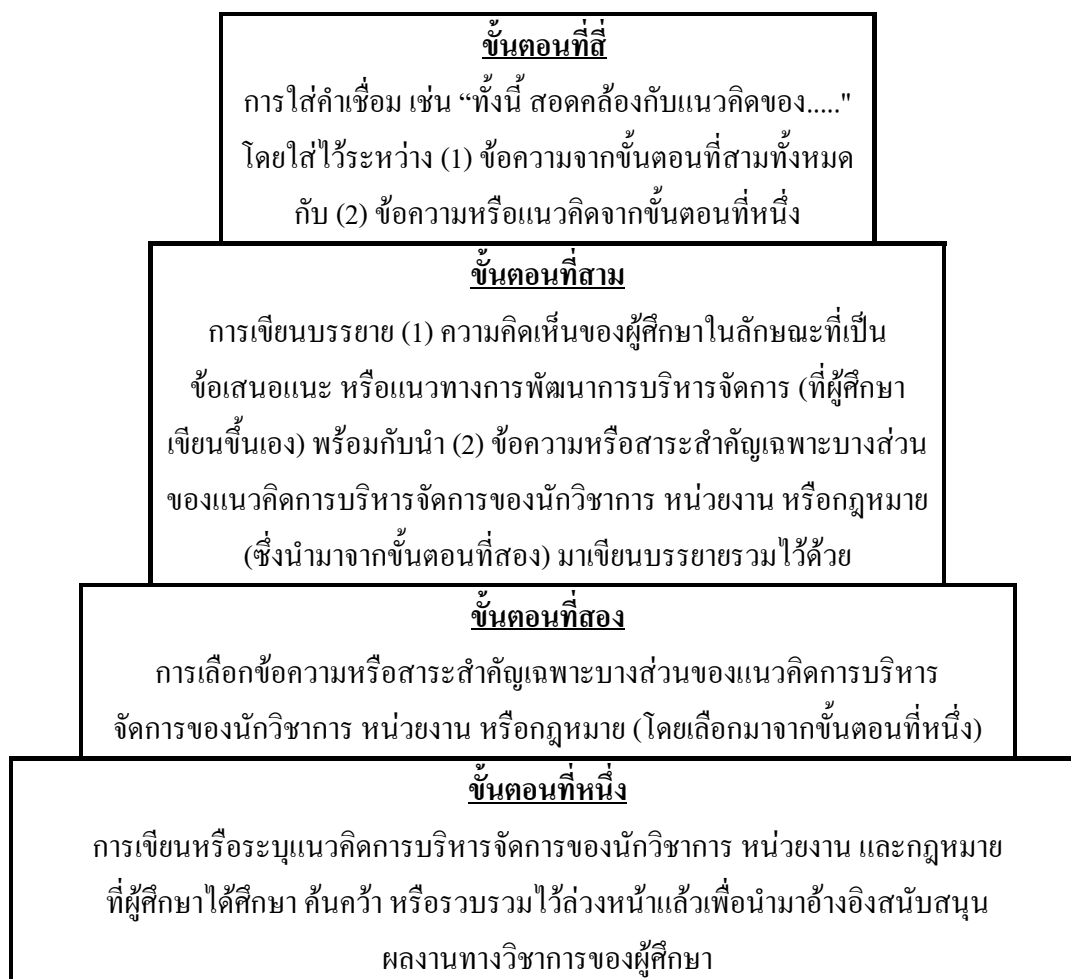 ขั้นตอนที่สี่
การใส่คำเชื่อม เช่น “ทั้งนี้ สอดคล้องกับแนวคิดของ....."
โดยใส่ไว้ระหว่าง (1) ข้อความจากขั้นตอนที่สามทั้งหมด
กับ (2) ข้อความหรือแนวคิดจากขั้นตอนที่หนึ่ง
ขั้นตอนที่สาม
การเขียนบรรยาย (1) ความคิดเห็นของผู้ศึกษาในลักษณะที่เป็น
ข้อเสนอแนะ หรือแนวทางการพัฒนาการบริหารจัดการ (ที่ผู้ศึกษา
เขียนขึ้นเอง) พร้อมกับนำ (2) ข้อความหรือสาระสำคัญเฉพาะบางส่วน
ของแนวคิดการบริหารจัดการของนักวิชาการ หน่วยงาน หรือกฎหมาย
(ซึ่งนำมาจากขั้นตอนที่สอง) มาเขียนบรรยายรวมไว้ด้วย
ขั้นตอนที่สอง
การเลือกข้อความหรือสาระสำคัญเฉพาะบางส่วนของแนวคิดการบริหาร
จัดการของนักวิชาการ หน่วยงาน หรือกฎหมาย (โดยเลือกมาจากขั้นตอนที่หนึ่ง)
ขั้นตอนที่หนึ่ง
การเขียนหรือระบุแนวคิดการบริหารจัดการของนักวิชาการ หน่วยงาน และกฎหมาย
ที่ผู้ศึกษาได้ศึกษา ค้นคว้า หรือรวบรวมไว้ล่วงหน้าแล้วเพื่อนำมาอ้างอิงสนับสนุน
ผลงานทางวิชาการของผู้ศึกษา